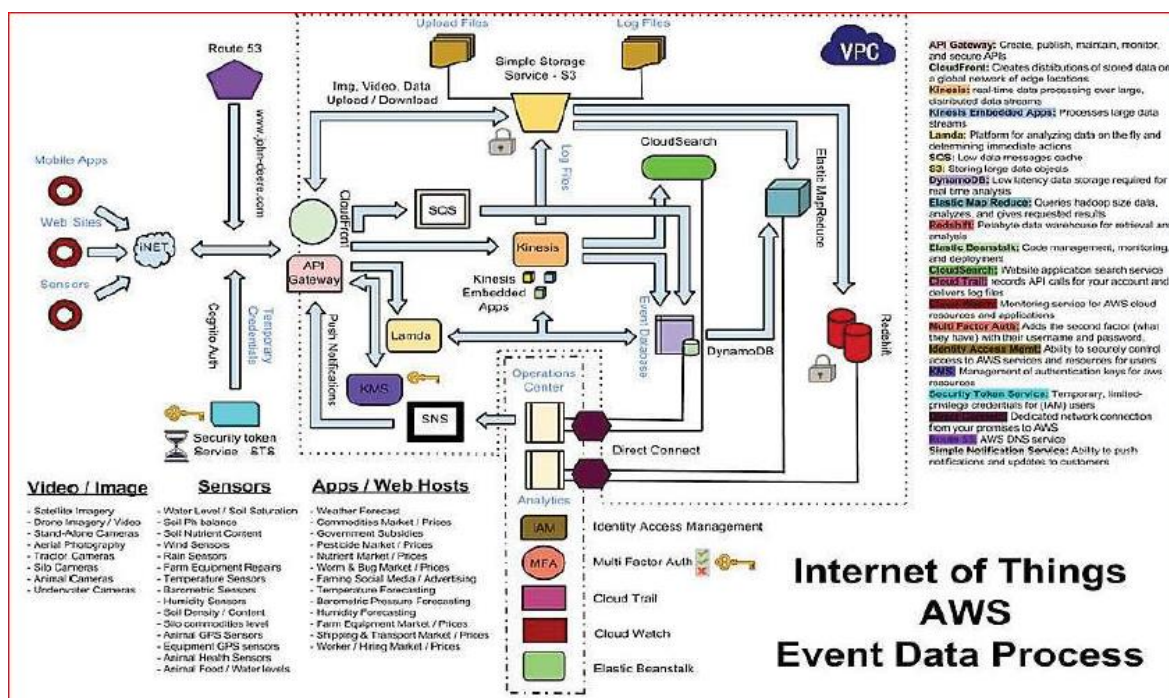 Upload Files
Log Files
Route 53
VPC
Simple Storage
Service - S3
Img, Video, Data
Upload / Download
www.john-deere.com
Mobile Apps
Web Sites
Sensors
iNET
CloudFront
SQS
Log Files
CloudSearch
Elastic MapReduce
API
Gateway
Kinesis
Kinesis
Embedded
Apps
Lamda
Event Database
DynamoDB
Redshift
Cognito Auth
Temporary
Credentials
Push Notifications
KMS
SNS
Operations
Center
Direct Connect
Analytics
Security token
Service - STS
API Gateway: Create, publish, maintain, monitor,
and secure APIs
CloudFront: Creates distributions of stored data on
a global network of edge locations
Kinesis: real-time data processing over large,
distributed data streams
Kinesis Embedded Apps: Processes large data
streams
Lamda: Platform for analyzing data on the fly and
determining immediate actions
SQS: Low data messages cache
S3: Storing large data objects
DynamoDB: Low latency data storage required for
real time analysis
Elastic Map Reduce: Queries hadoop size data,
analyzes, and gives requested results
Redshift: Petabyte data warehouse for retrieval and
analysis
Elastic Beanstalk: Code management, monitoring,
and deployment
CloudSearch: Website application search service
Cloud Trail: records API calls for your account and
delivers log files
Cloud Watch: Monitoring service for AWS cloud
resources and applications
Multi Factor Auth: Adds the second factor (what
they have) with their username and password.
Identity Access Mgmt: Ability to securely control
access to AWS services and resources for users
KMS: Management of authentication keys for aws
resources
Security Token Service: Temporary, limited-
privilege credentials for (IAM) users
Direct Connect: Dedicated network connection
from your premises to AWS
Route 53: AWS DNS service
Simple Notification Service: Ability to push
notifications and updates to customers
Video / Image
- Satellite Imagery
- Drone Imagery / Video
- Stand-Alone Cameras
- Aerial Photography
- Tractor Cameras
- Silo Cameras
- Animal Cameras
- Underwater Cameras
Sensors
- Water Level / Soil Saturation
- Soil Ph balance
- Soil Nutrient Content
- Wind Sensors
- Rain Sensors
- Farm Equipment Repairs
- Temperature Sensors
- Barometric Sensors
- Humidity Sensors
- Soil Density / Content
- Silo commodities level
- Animal GPS Sensors
- Equipment GPS sensors
- Animal Health Sensors
- Animal Food / Water levels
Apps / Web Hosts
- Weather Forecast
- Commodities Market / Prices
- Government Subsidies
- Pesticide Market / Prices
- Nutrient Market / Prices
- Worm & Bug Market / Prices
- Faming Social Media / Advertising
- Temperature Forecasting
- Barometric Pressure Forecasting
- Humidity Forecasting
- Farm Equipment Market / Prices
- Shipping & Transport Market / Prices
- Worker / Hiring Market / Prices
IAM
Identity Access Management
MFA
Multi Factor Auth
Cloud Trail
Cloud Watch
Elastic Beanstalk
Internet of Things
AWS
Event Data Process